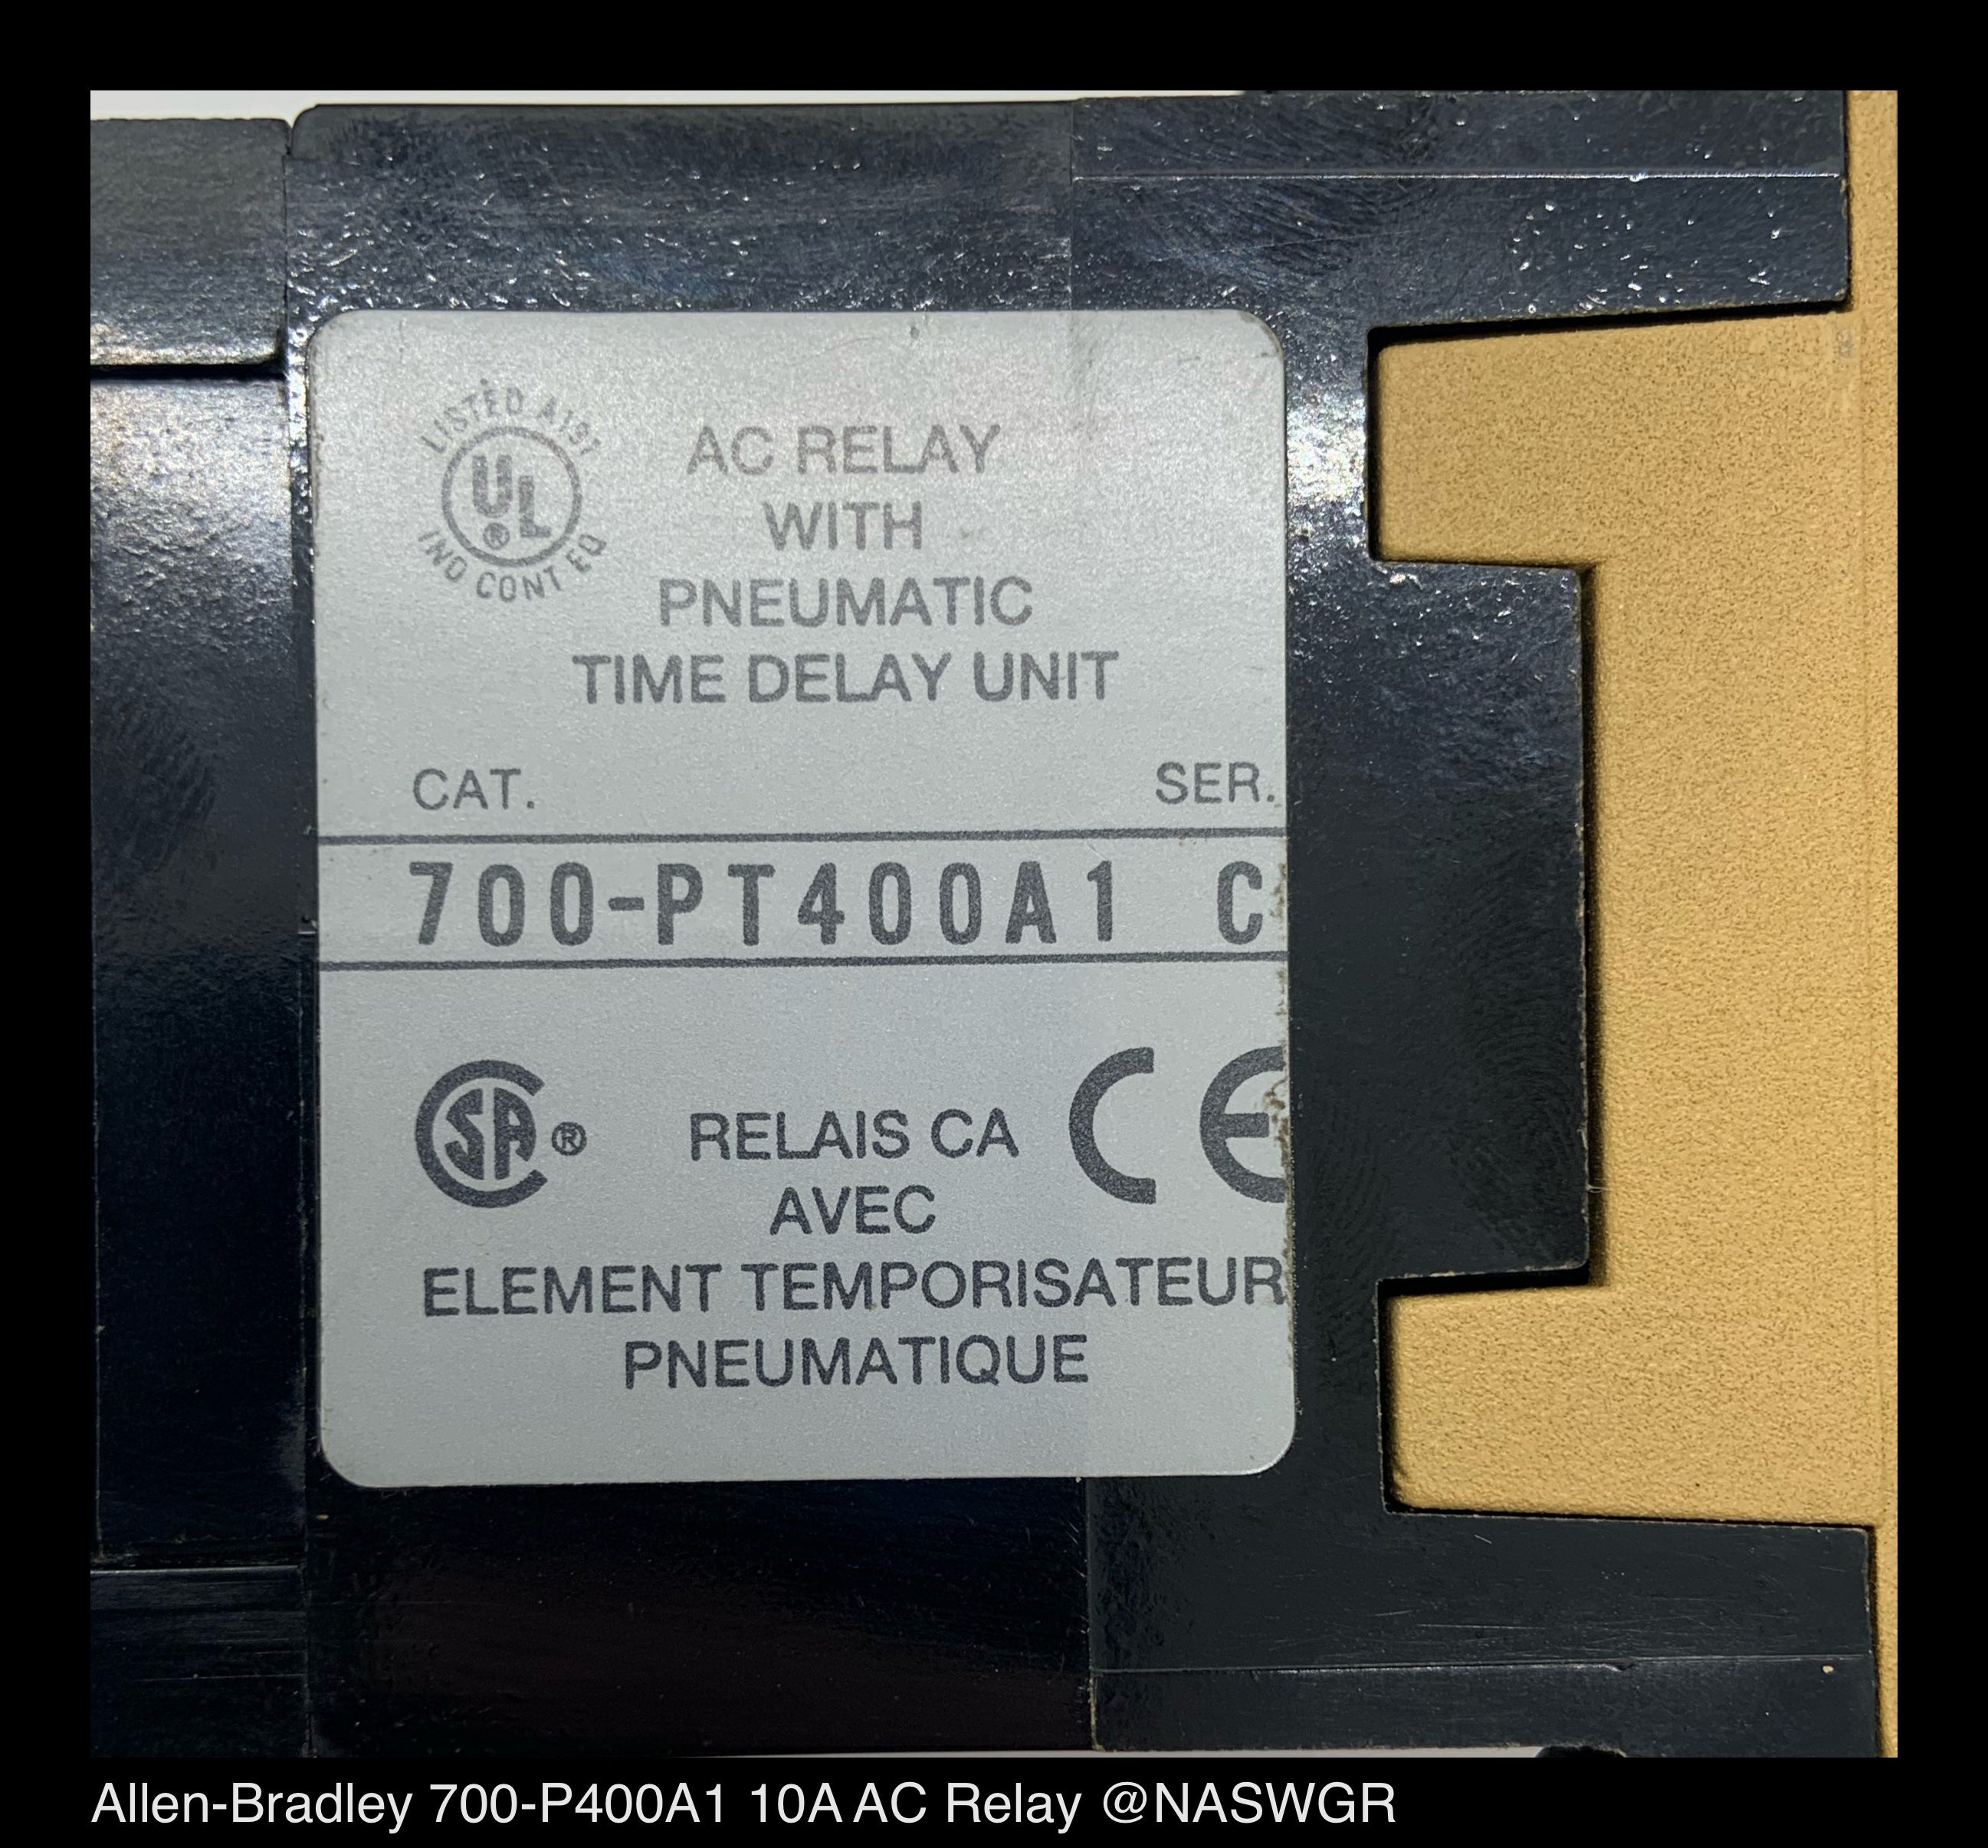 LISTED A191
UL
®
IND CONT EQ
AC RELAY
WITH
PNEUMATIC
TIME DELAY UNIT
CAT. SER.
700-PT400A1 C
SA ® RELAIS CA CE
AVEC
ELEMENT TEMPORISATEUR
PNEUMATIQUE
Allen-Bradley 700-P400A1 10A AC Relay @NASWGR